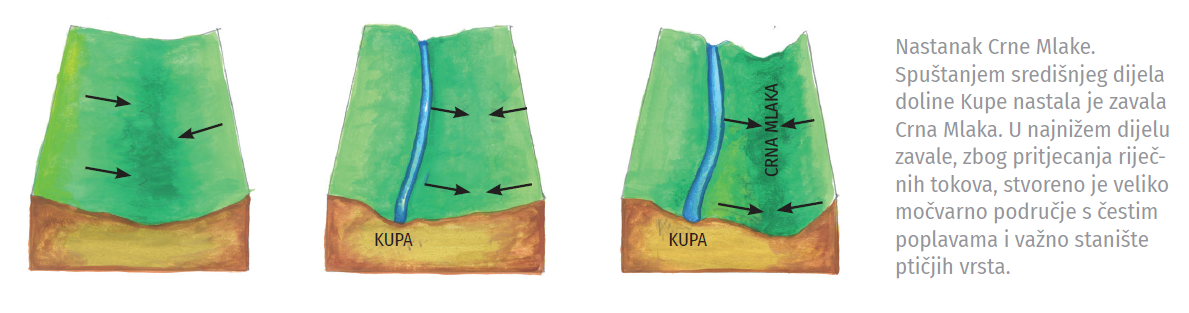 KUPA
KUPA
CRNA MLAKA
Nastanak Crne Mlake.
Spuštanjem središnjeg dijela
doline Kupe nastala je zavala
Crna Mlaka. U najnižem dijelu
zavale, zbog pritjecanja riječ-
nih tokova, stvoreno je veliko
močvarno područje s čestim
poplavama i važno stanište
ptičjih vrsta.